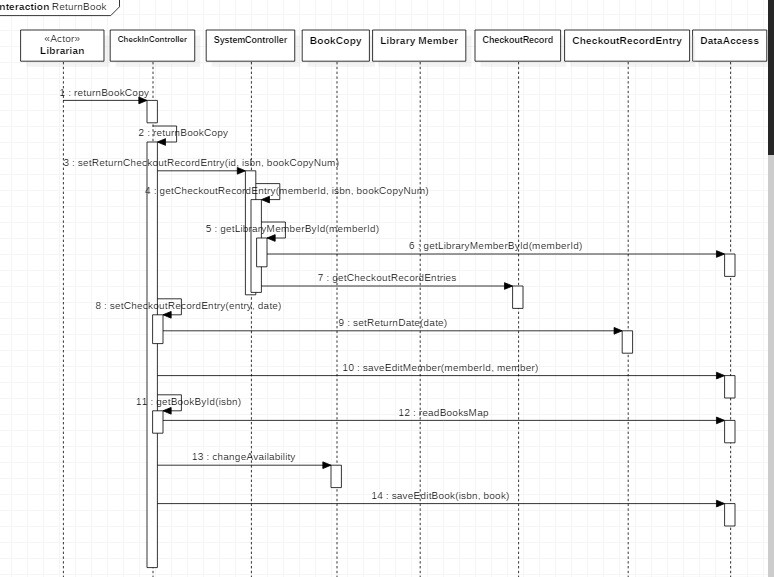 nteraction ReturnBook
«Actor»
Librarian
CheckInController
SystemController
BookCopy
Library Member
CheckoutRecord
CheckoutRecordEntry
DataAccess
1 : returnBookCopy
2 : returnBookCopy
3 : setReturnCheckoutRecordEntry(id, isbn, bookCopyNum)
4 : getCheckoutRecordEntry(memberId, isbn, bookCopyNum)
5 : getLibraryMemberById(memberId)
6 : getLibraryMemberById(memberId)
7 : getCheckoutRecordEntries
8 : setCheckoutRecordEntry(entry, date)
9 : setReturnDate(date)
10 : saveEditMember(memberId, member)
11 : getBookById(isbn)
12 : readBooksMap
13 : changeAvailability
14 : saveEditBook(isbn, book)